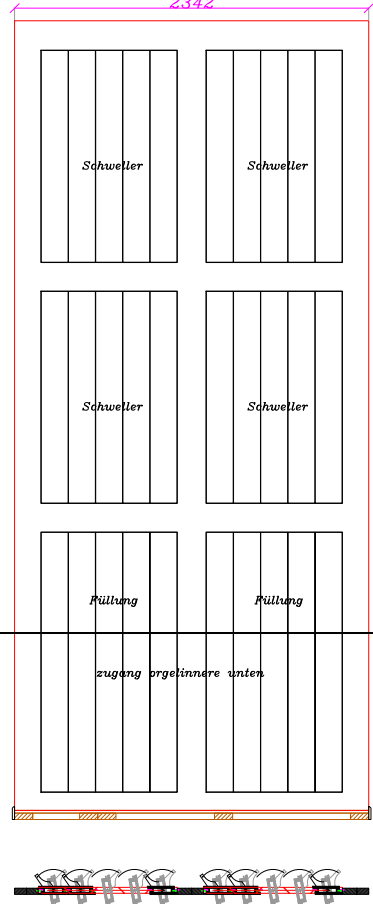 2342
Schweller Schweller
Schweller Schweller
Füllung Füllung
zugang orgelinnere unten